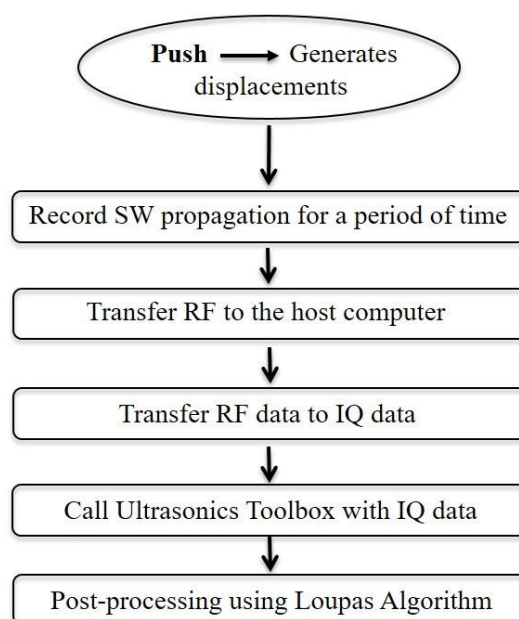 Push Generates
displacements
Record SW propagation for a period of time
Transfer RF to the host computer
Transfer RF data to IQ data
Call Ultrasonics Toolbox with IQ data
Post-processing using Loupas Algorithm